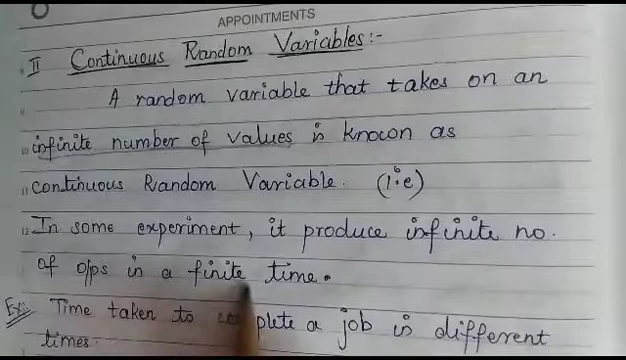 APPOINTMENTS
II Continuous Random Variables:-
A random variable that takes on an
infinite number of values is known as
Continuous Random Variable. (i.e)
In some experiment, it produce infinite no.
of o/ps in a finite time.
Ex: Time taken to complete a job in different
times.